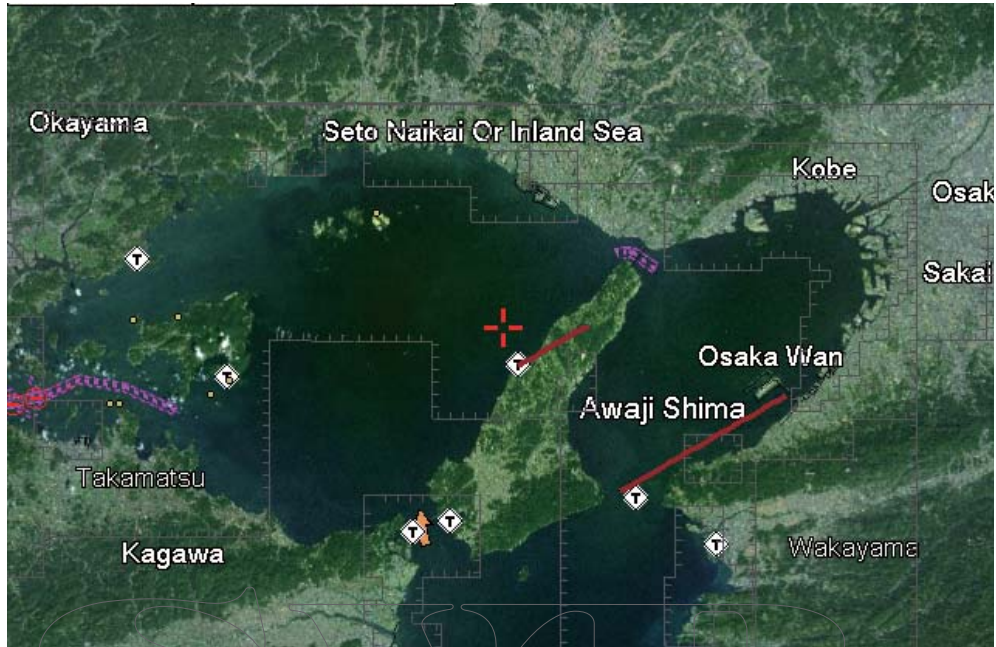 Okayama
Seto Naikai Or Inland Sea
Kobe
Osak
Sakai
Osaka Wan
Awaji Shima
Takamatsu
Kagawa
Wakayama
T
T
T
T
T
T
T